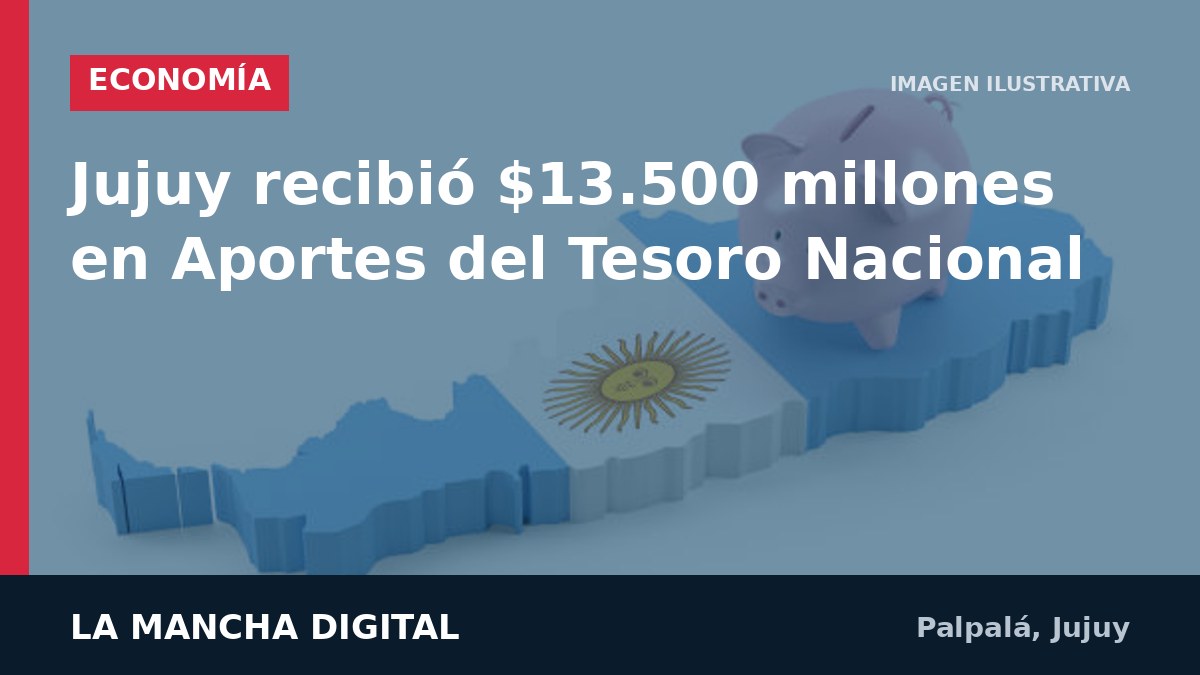 ECONOMÍA
IMAGEN ILUSTRATIVA
Jujuy recibió $13.500 millones
en Aportes del Tesoro Nacional
LA MANCHA DIGITAL
Palpalá, Jujuy